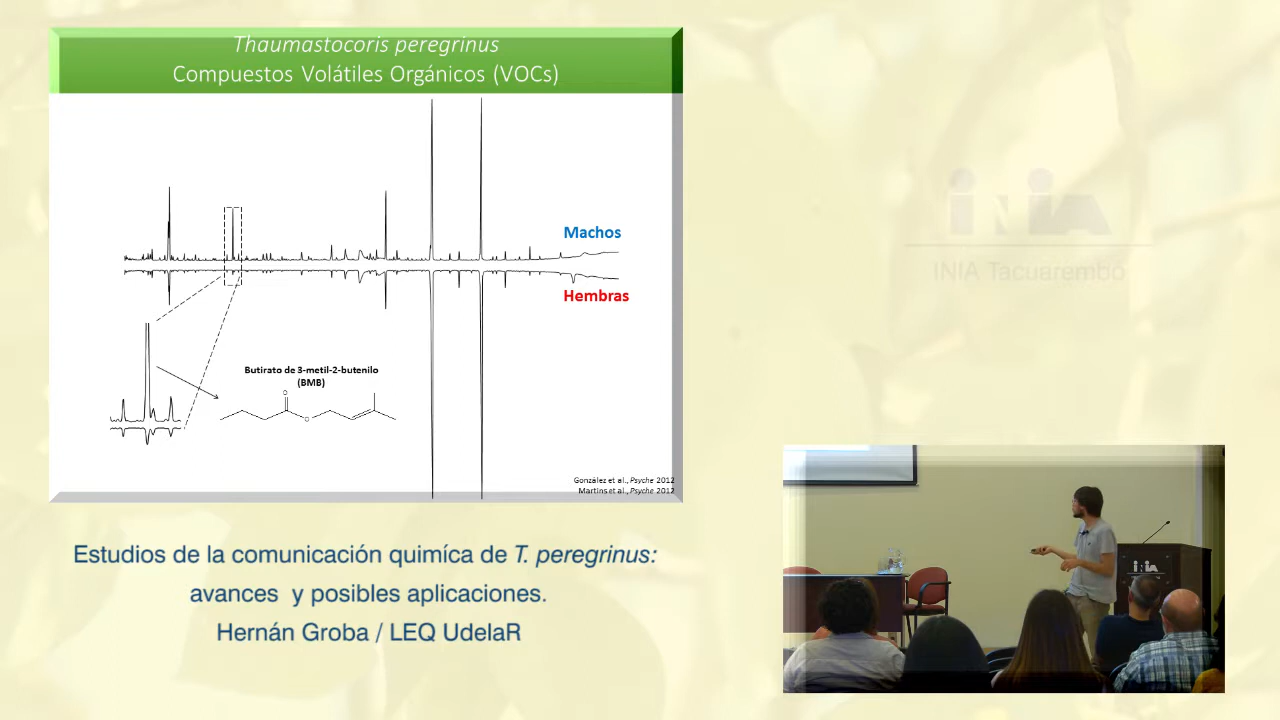 Thaumastocoris peregrinus
Compuestos Volátiles Orgánicos (VOCs)
Machos
Hembras
Butirato de 3-metil-2-butenilo
(BMB)
O
O
González et al., Psyche 2012
Martins et al., Psyche 2012
INIA
INIA Tacuarembó
Estudios de la comunicación quimíca de T. peregrinus:
avances y posibles aplicaciones.
Hernán Groba / LEQ UdelaR
INIA